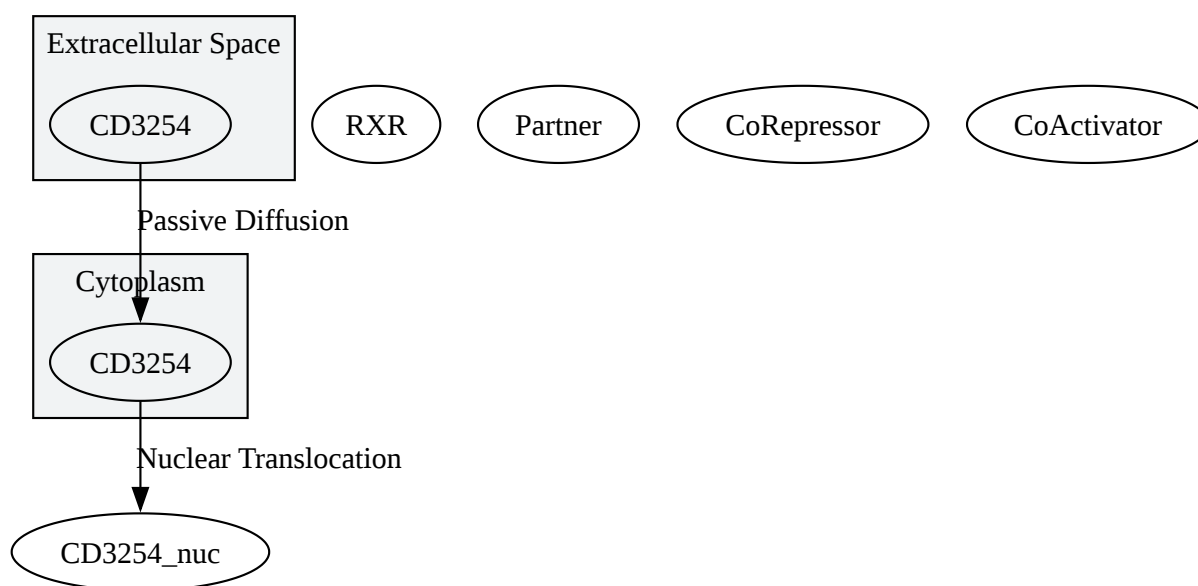 Extracellular Space
CD3254
RXR
Partner
CoRepressor
CoActivator
Passive Diffusion
Cytoplasm
CD3254
Nuclear Translocation
CD3254_nuc